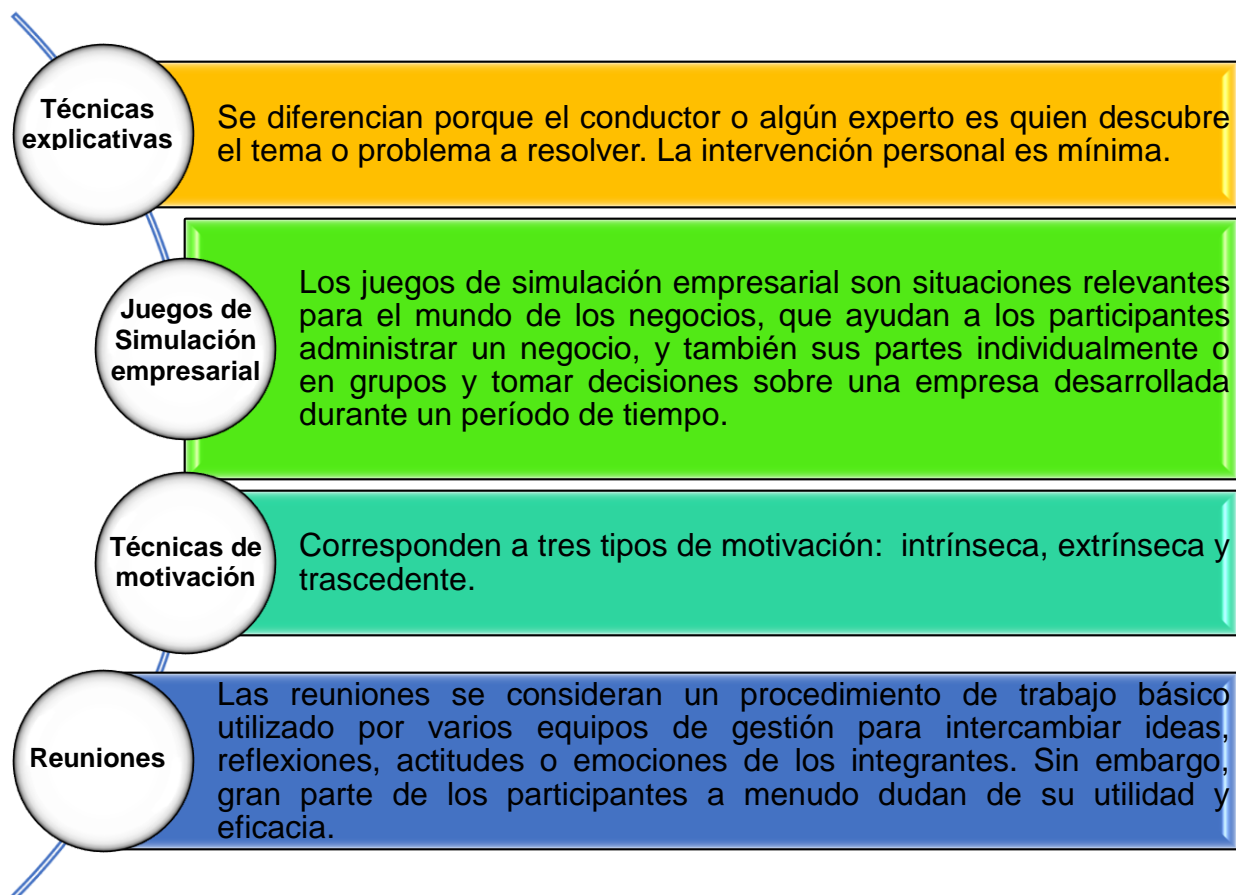 Técnicas
explicativas
Se diferencian porque el conductor o algún experto es quien descubre
el tema o problema a resolver. La intervención personal es mínima.
Juegos de
Simulación
empresarial
Los juegos de simulación empresarial son situaciones relevantes
para el mundo de los negocios, que ayudan a los participantes
administrar un negocio, y también sus partes individualmente o
en grupos y tomar decisiones sobre una empresa desarrollada
durante un período de tiempo.
Técnicas de
motivación
Corresponden a tres tipos de motivación: intrínseca, extrínseca y
trascedente.
Reuniones
Las reuniones se consideran un procedimiento de trabajo básico
utilizado por varios equipos de gestión para intercambiar ideas,
reflexiones, actitudes o emociones de los integrantes. Sin embargo,
gran parte de los participantes a menudo dudan de su utilidad y
eficacia.